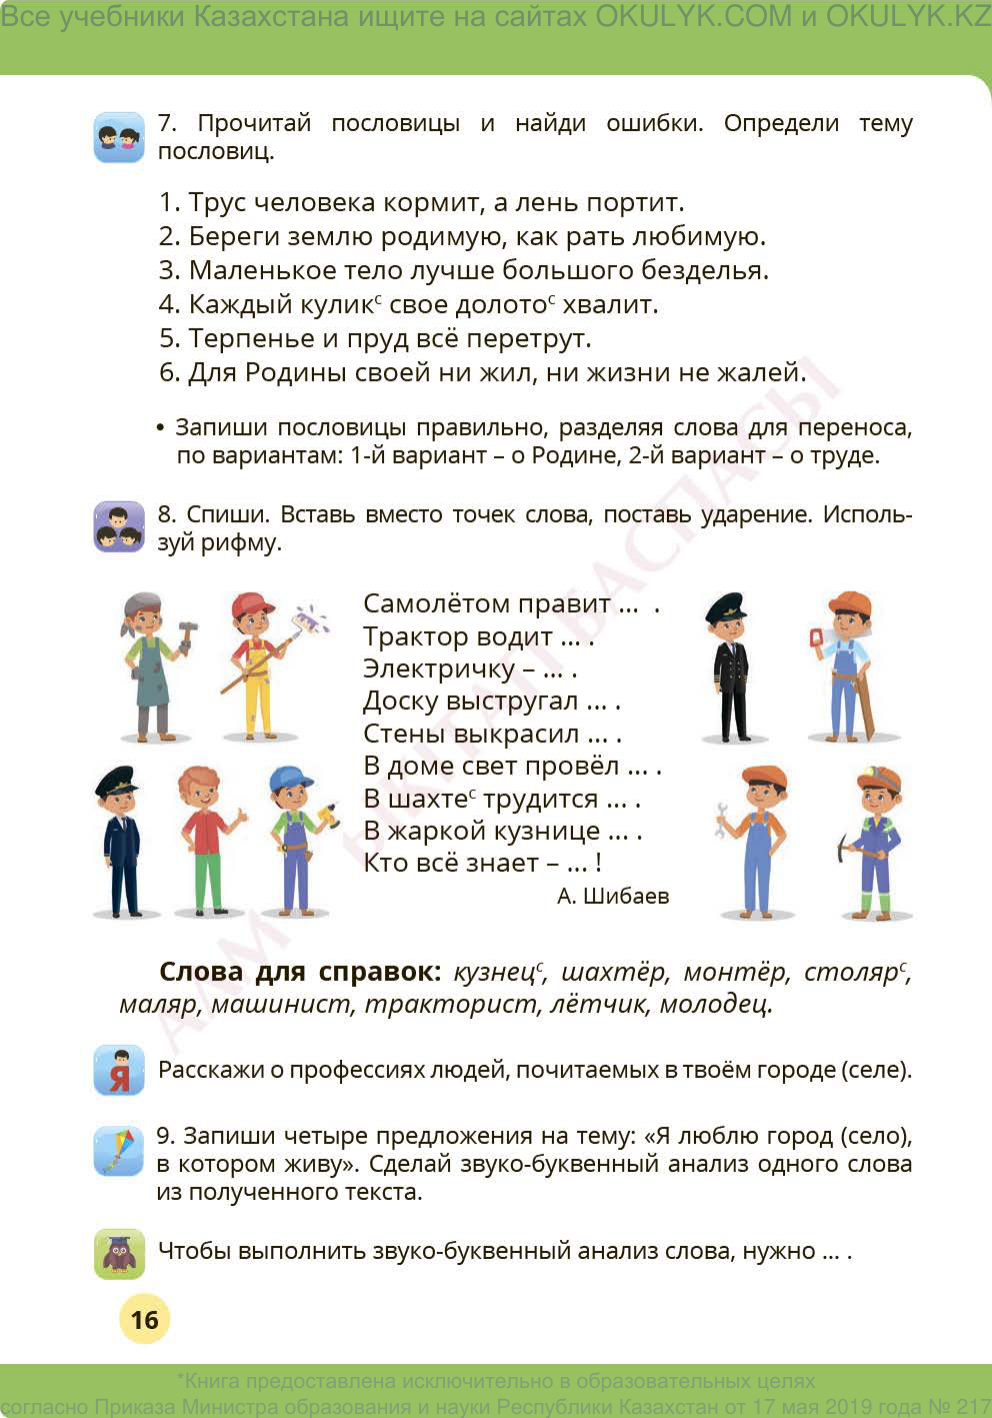 Все учебники Казахстана ищите на сайтах OKULYK.COM и OKULYK.KZ
7. Прочитай пословицы и найди ошибки. Определи тему
пословиц.
1. Трус человека кормит, а лень портит.
2. Береги землю родимую, как рать любимую.
3. Маленькое тело лучше большого безделья.
4. Каждый куликᶜ свое долотоᶜ хвалит.
5. Терпенье и пруд всё перетрут.
6. Для Родины своей ни жил, ни жизни не жалей.
• Запиши пословицы правильно, разделяя слова для переноса,
по вариантам: 1-й вариант – о Родине, 2-й вариант – о труде.
8. Спиши. Вставь вместо точек слова, поставь ударение. Исполь-
зуй рифму.
Самолётом правит ... .
Трактор водит ... .
Электричку – ... .
Доску выстругал ... .
Стены выкрасил ... .
В доме свет провёл ... .
В шахтеᶜ трудится ... .
В жаркой кузнице ... .
Кто всё знает – ... !
А. Шибаев
Слова для справок: кузнецᶜ, шахтёр, монтёр, столярᶜ,
маляр, машинист, тракторист, лётчик, молодец.
Я
Расскажи о профессиях людей, почитаемых в твоём городе (селе).
9. Запиши четыре предложения на тему: «Я люблю город (село),
в котором живу». Сделай звуко-буквенный анализ одного слова
из полученного текста.
Чтобы выполнить звуко-буквенный анализ слова, нужно ... .
16
*Книга предоставлена исключительно в образовательных целях
согласно Приказа Министра образования и науки Республики Казахстан от 17 мая 2019 года № 217